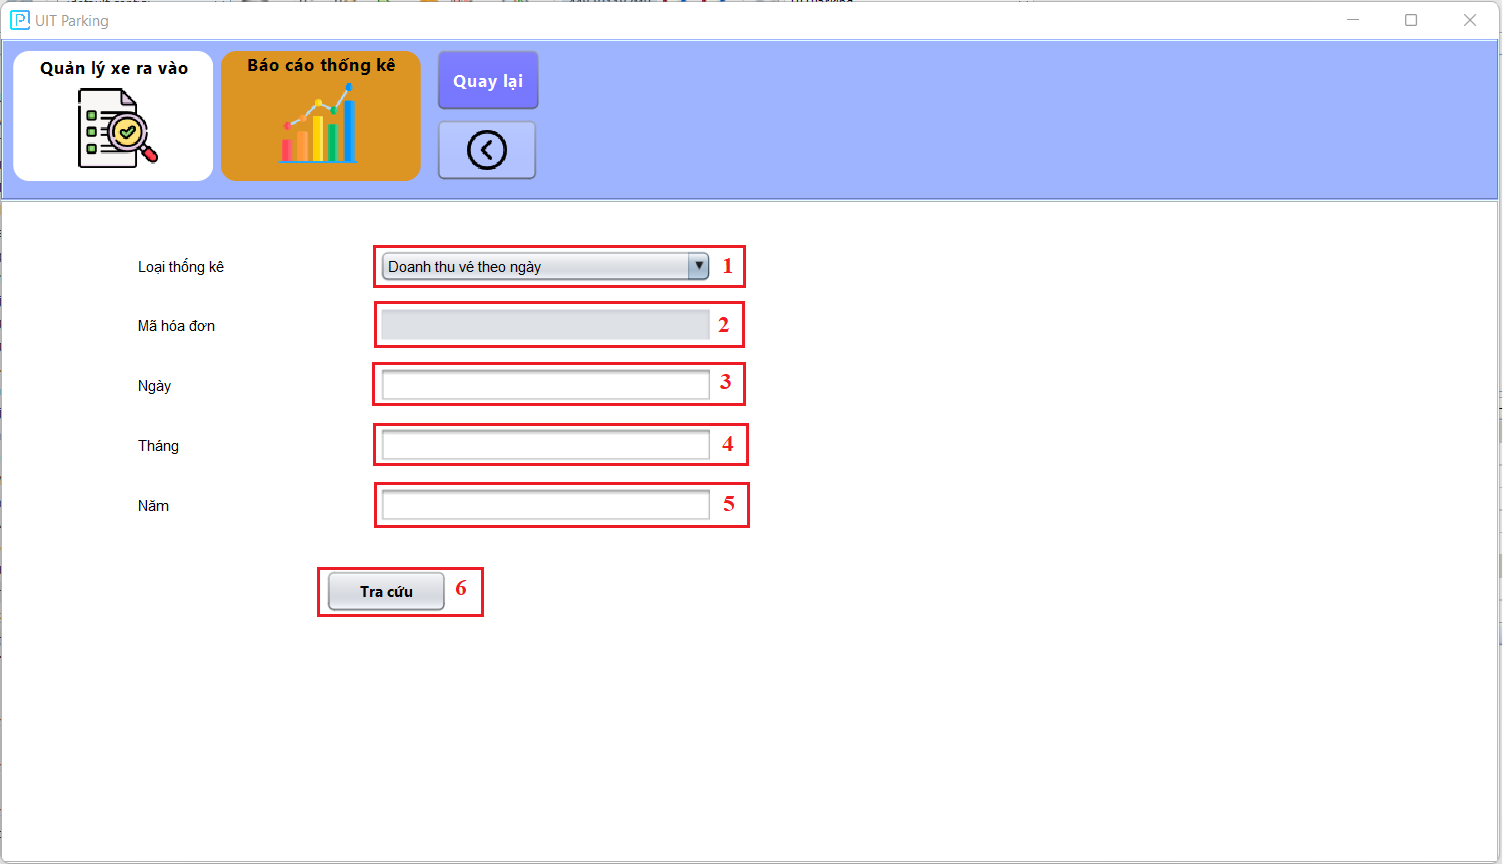 UIT Parking
Quản lý xe ra vào
Báo cáo thống kê
Quay lại
Loại thống kê
Doanh thu vé theo ngày
1
Mã hóa đơn
2
Ngày
3
Tháng
4
Năm
5
Tra cứu
6